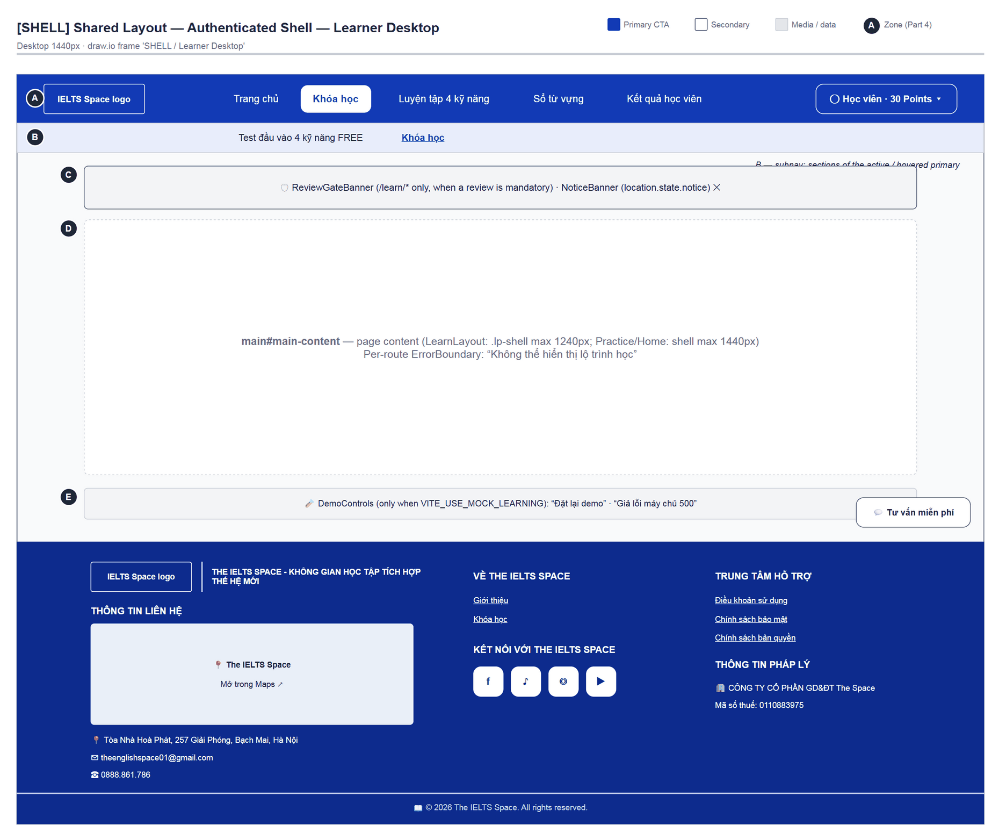 [SHELL] Shared Layout — Authenticated Shell — Learner Desktop
Desktop 1440px · draw.io frame 'SHELL / Learner Desktop'
Primary CTA
Secondary
Media / data
A
Zone (Part 4)
A
IELTS Space logo
Trang chủ
Khóa học
Luyện tập 4 kỹ năng
Sổ từ vựng
Kết quả học viên
Học viên · 30 Points ▾
B
Test đầu vào 4 kỹ năng FREE
Khóa học
B — subnav: sections of the active / hovered primary
C
ReviewGateBanner (/learn/* only, when a review is mandatory) · NoticeBanner (location.state.notice) ✕
D
main#main-content — page content (LearnLayout: .lp-shell max 1240px; Practice/Home: shell max 1440px)
Per-route ErrorBoundary: “Không thể hiển thị lộ trình học”
E
DemoControls (only when VITE_USE_MOCK_LEARNING): “Đặt lại demo” · “Giả lỗi máy chủ 500”
Tư vấn miễn phí
IELTS Space logo
THE IELTS SPACE - KHÔNG GIAN HỌC TẬP TÍCH HỢP
THẾ HỆ MỚI
THÔNG TIN LIÊN HỆ
The IELTS Space
Mở trong Maps ↗
Tòa Nhà Hoà Phát, 257 Giải Phóng, Bạch Mai, Hà Nội
theenglishspace01@gmail.com
0888.861.786
VỀ THE IELTS SPACE
Giới thiệu
Khóa học
KẾT NỐI VỚI THE IELTS SPACE
f
TRUNG TÂM HỖ TRỢ
Điều khoản sử dụng
Chính sách bảo mật
Chính sách bản quyền
THÔNG TIN PHÁP LÝ
CÔNG TY CỔ PHẦN GD&ĐT The Space
Mã số thuế: 0110883975
© 2026 The IELTS Space. All rights reserved.